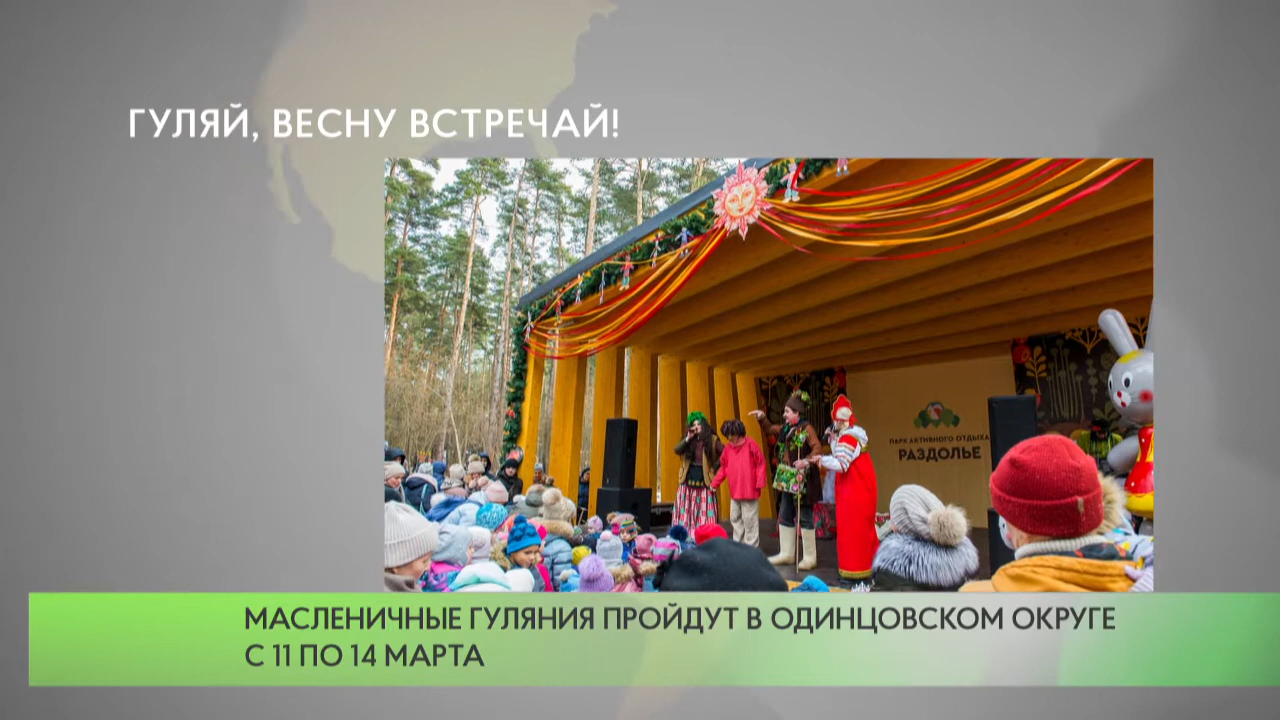 ГУЛЯЙ, ВЕСНУ ВСТРЕЧАЙ!
ПАРК АКТИВНОГО ОТДЫХА
РАЗДОЛЬЕ
МАСЛЕНИЧНЫЕ ГУЛЯНИЯ ПРОЙДУТ В ОДИНЦОВСКОМ ОКРУГЕ
С 11 ПО 14 МАРТА